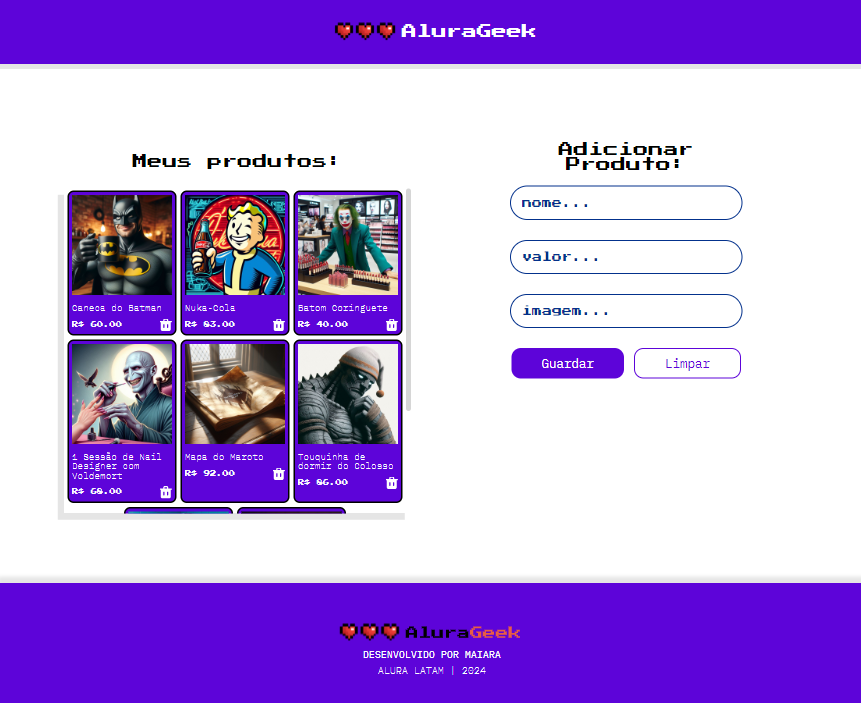 AluraGeek
Meus produtos:
Caneca do Batman
R$ 60.00
Nuka-Cola
R$ 83.00
Batom Coringuete
R$ 40.00
1 Sessão de Nail
Designer com
Voldemort
R$ 68.00
Mapa do Maroto
R$ 92.00
Touquinha de
dormir do Colosso
R$ 86.00
Adicionar
Produto:
nome...
valor...
imagem...
Guardar
Limpar
AluraGeek
DESENVOLVIDO POR MAIARA
ALURA LATAM | 2024